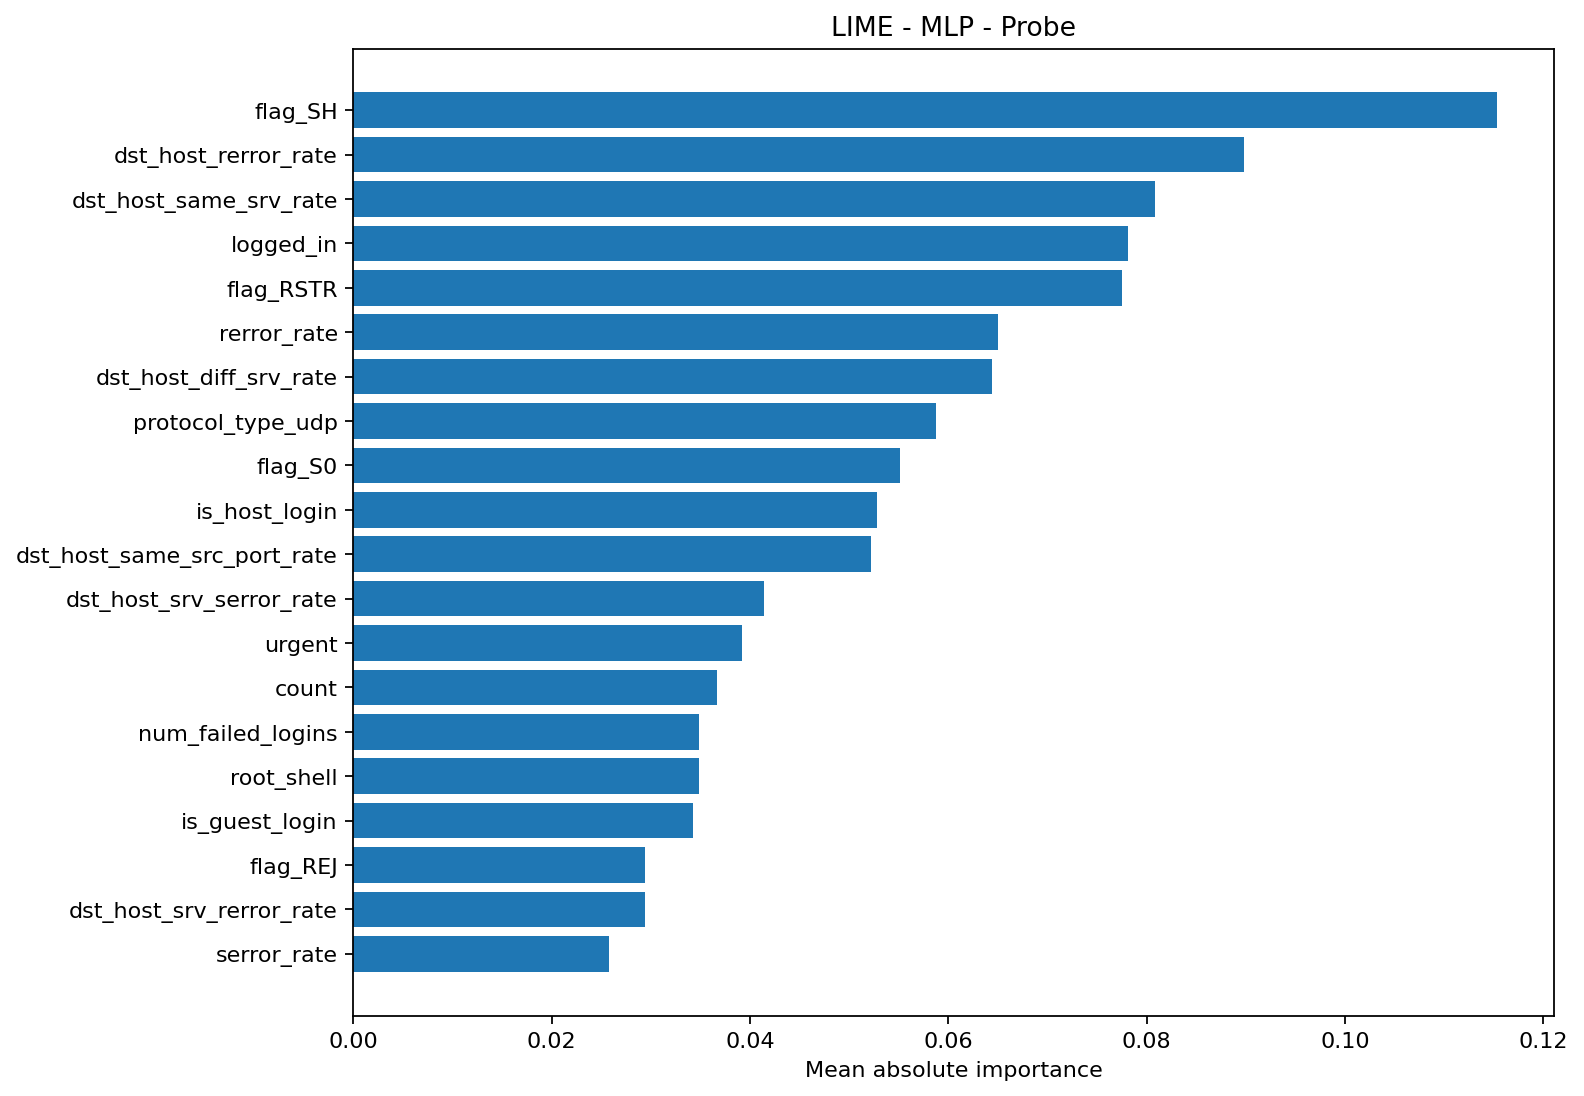 LIME - MLP - Probe
flag_SH
dst_host_rerror_rate
dst_host_same_srv_rate
logged_in
flag_RSTR
rerror_rate
dst_host_diff_srv_rate
protocol_type_udp
flag_S0
is_host_login
dst_host_same_src_port_rate
dst_host_srv_serror_rate
urgent
count
num_failed_logins
root_shell
is_guest_login
flag_REJ
dst_host_srv_rerror_rate
serror_rate
0.00 0.02 0.04 0.06 0.08 0.10 0.12
Mean absolute importance